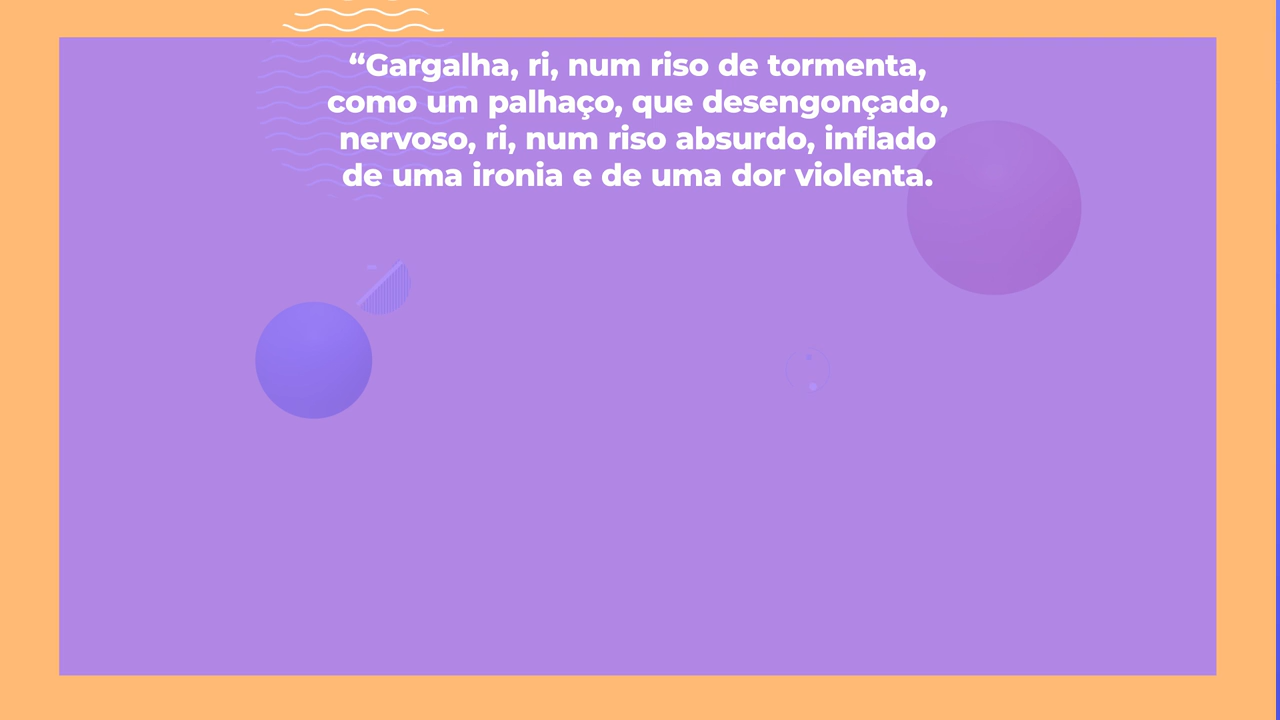 “Gargalha, ri, num riso de tormenta,
como um palhaço, que desengonçado,
nervoso, ri, num riso absurdo, inflado
de uma ironia e de uma dor violenta.